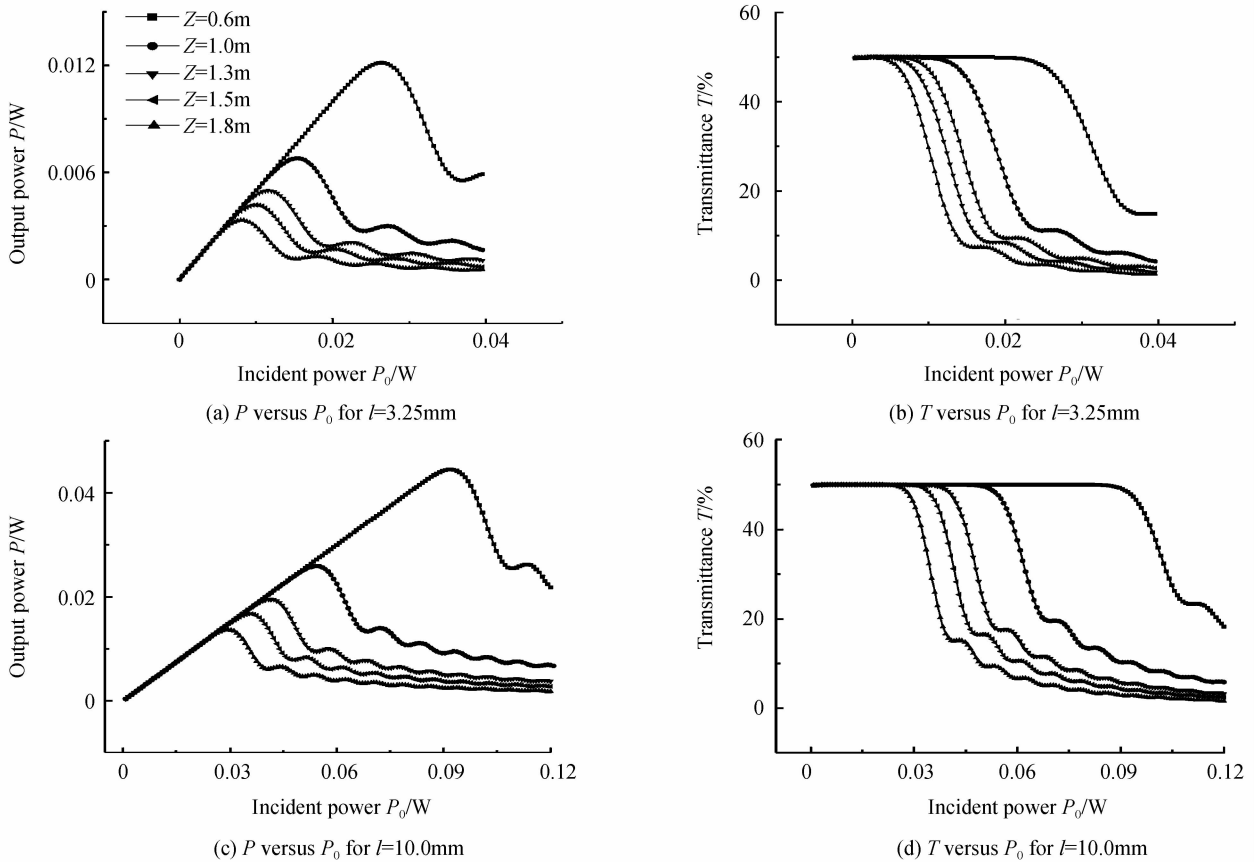 Z=0.6m
Z=1.0m
Z=1.3m
Z=1.5m
Z=1.8m
Output power P/W
0.012
0.006
0
0
0.02
0.04
Incident power P₀/W
(a) P versus P₀ for l=3.25mm
Transmittance T/%
60
40
20
0
0
0.02
0.04
Incident power P₀/W
(b) T versus P₀ for l=3.25mm
Output power P/W
0.04
0.02
0
0
0.03
0.06
0.09
0.12
Incident power P₀/W
(c) P versus P₀ for l=10.0mm
Transmittance T/%
60
40
20
0
0
0.03
0.06
0.09
0.12
Incident power P₀/W
(d) T versus P₀ for l=10.0mm